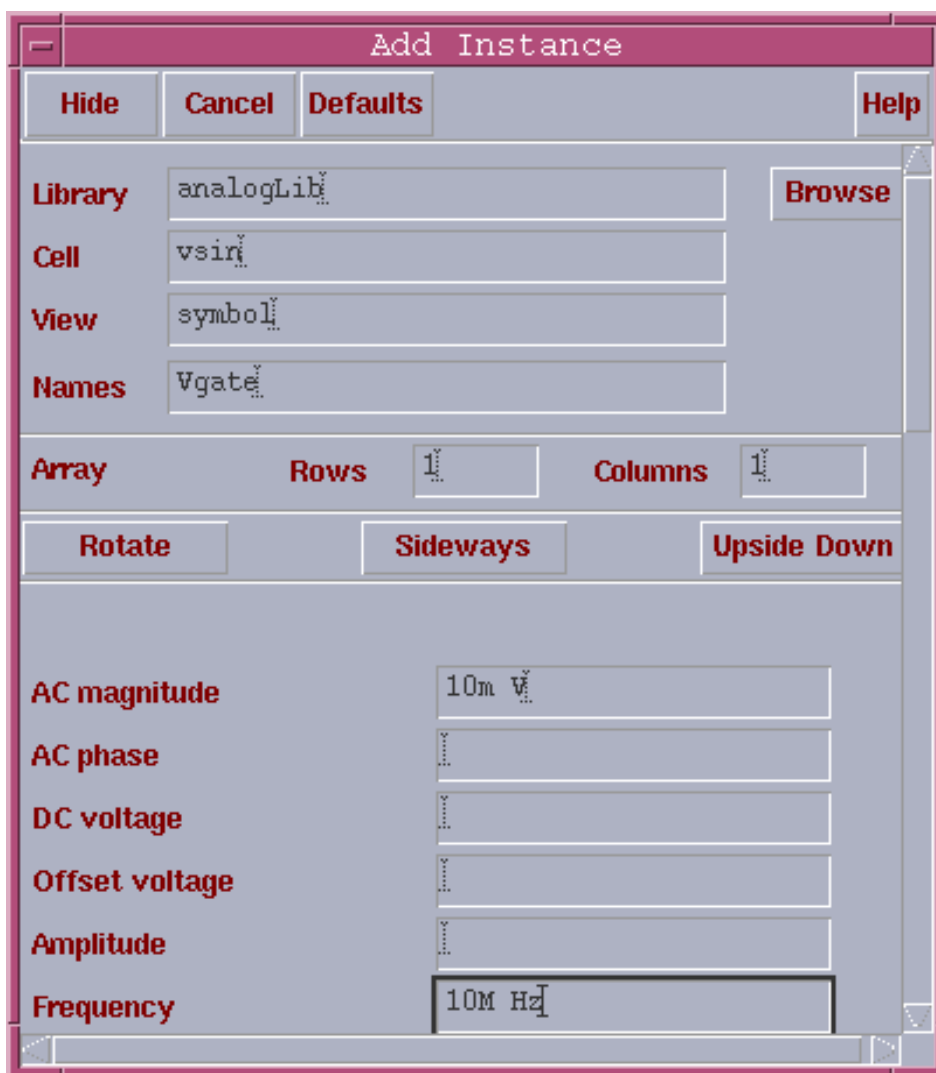 Add Instance
Hide Cancel Defaults Help
Library analogLib Browse
Cell vsin
View symbol
Names Vgate
Array Rows 1 Columns 1
Rotate Sideways Upside Down
AC magnitude 10m V
AC phase
DC voltage
Offset voltage
Amplitude
Frequency 10M Hz